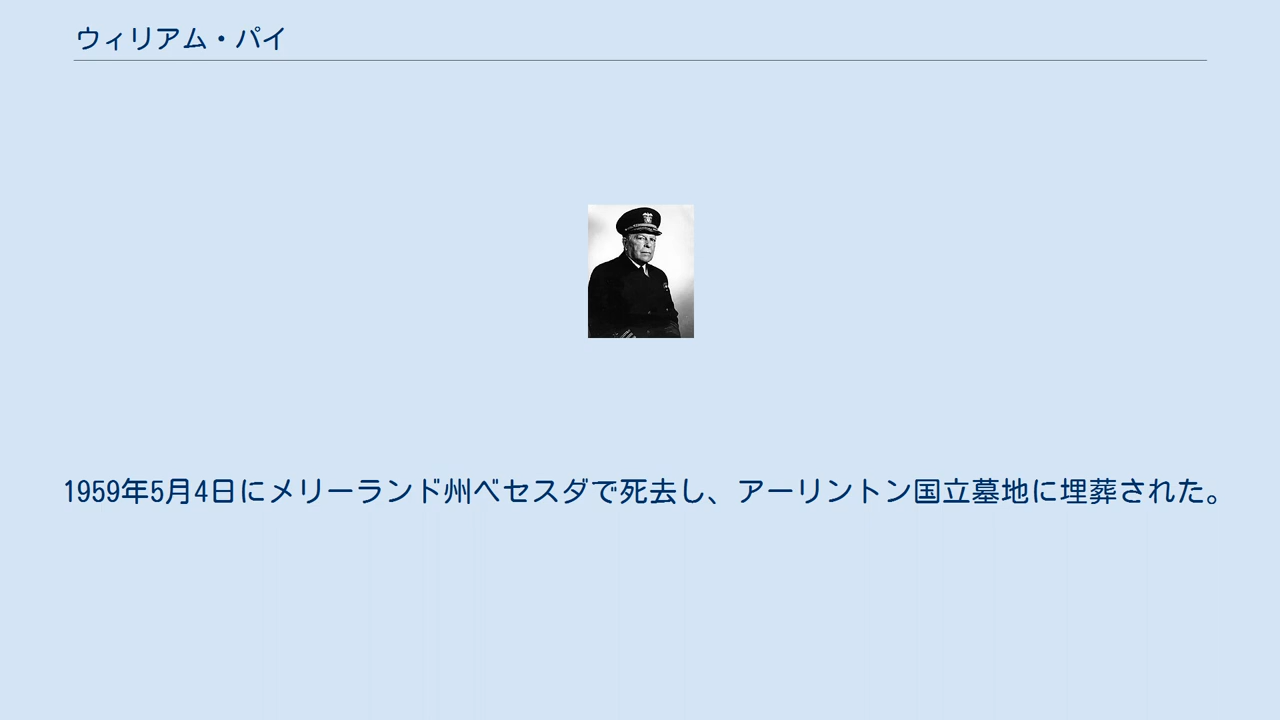 ウィリアム・パイ
1959年5月4日にメリーランド州ベセスダで死去し、アーリントン国立墓地に埋葬された。